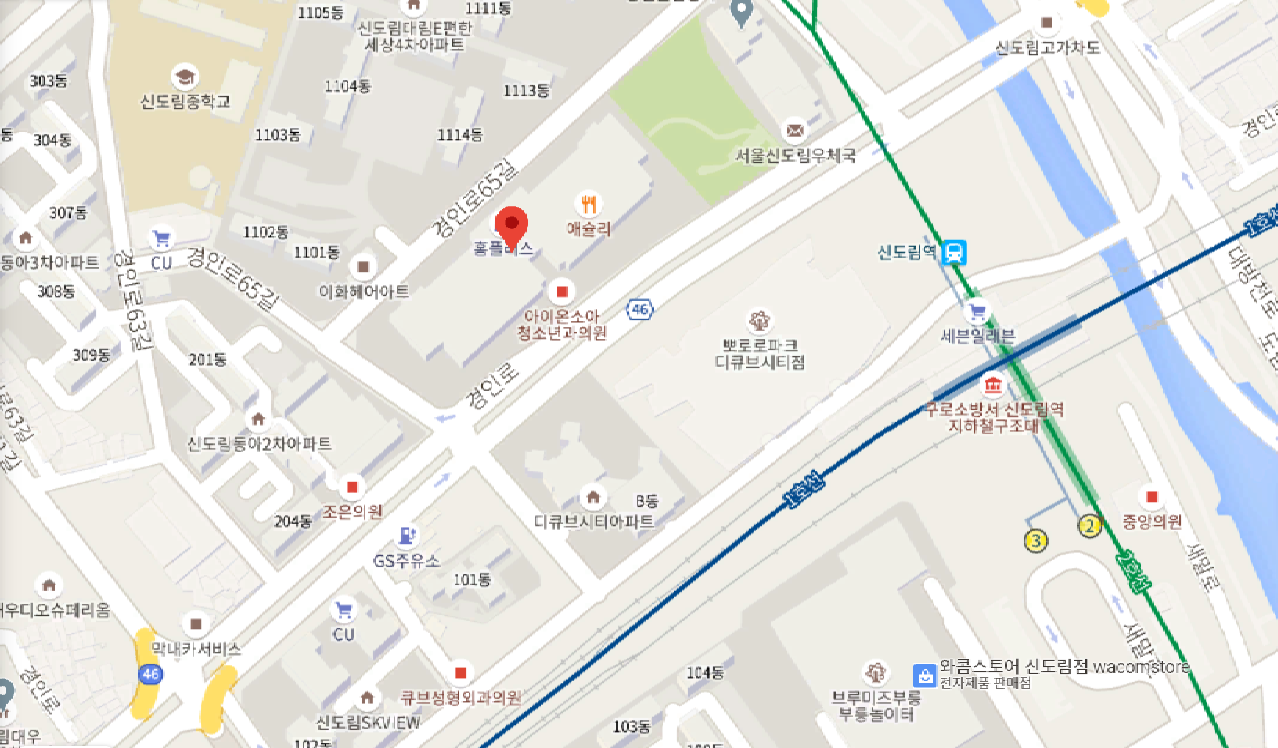 1105동
1111동
신도림대림E편한
세상4차아파트
신도림고가차도
303동
1104동
1113동
신도림중학교
304동
1103동
1114동
서울신도림우체국
경인로65길
307동
1102동
애슐리
홈플러스
1101동
신도림역
1호선
동아3차아파트
CU
경인로65길
경인로63길
308동
이화헤어아트
46
아이온소아
청소년과의원
세븐일레븐
뽀로로파크
디큐브시티점
309동
201동
경인로
구로소방서 신도림역
지하철구조대
신도림동아2차아파트
1호선
조은의원
204동
B동
디큐브시티아파트
2
3
중앙의원
GS주유소
101동
2호선
새말로
CU
막내카서비스
46
경인로
큐브성형외과의원
104동
와콤스토어 신도림점 wacomstore
전자제품 판매점
브루미즈부릉
부릉놀이터
신도림SKVIEW
103동
102동